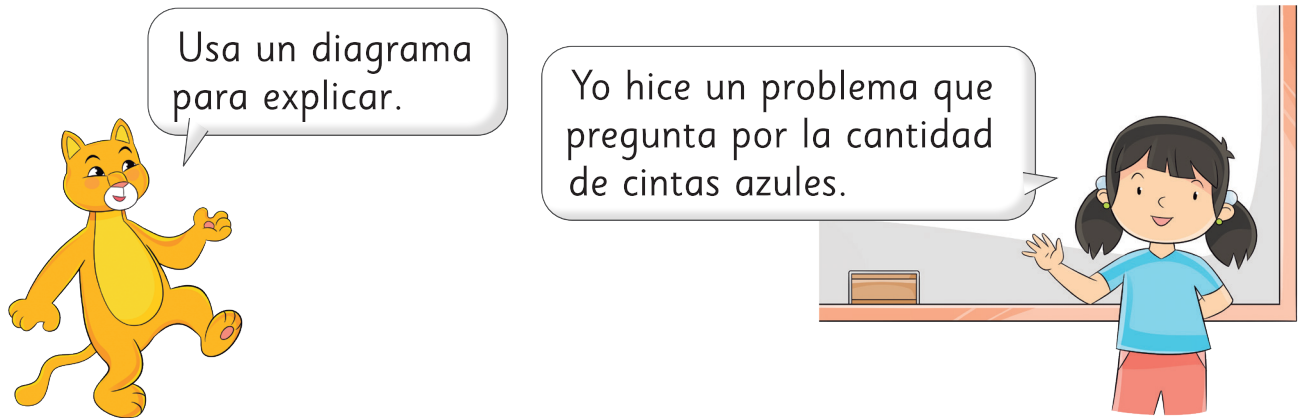 Usa un diagrama
para explicar.
Yo hice un problema que
pregunta por la cantidad
de cintas azules.